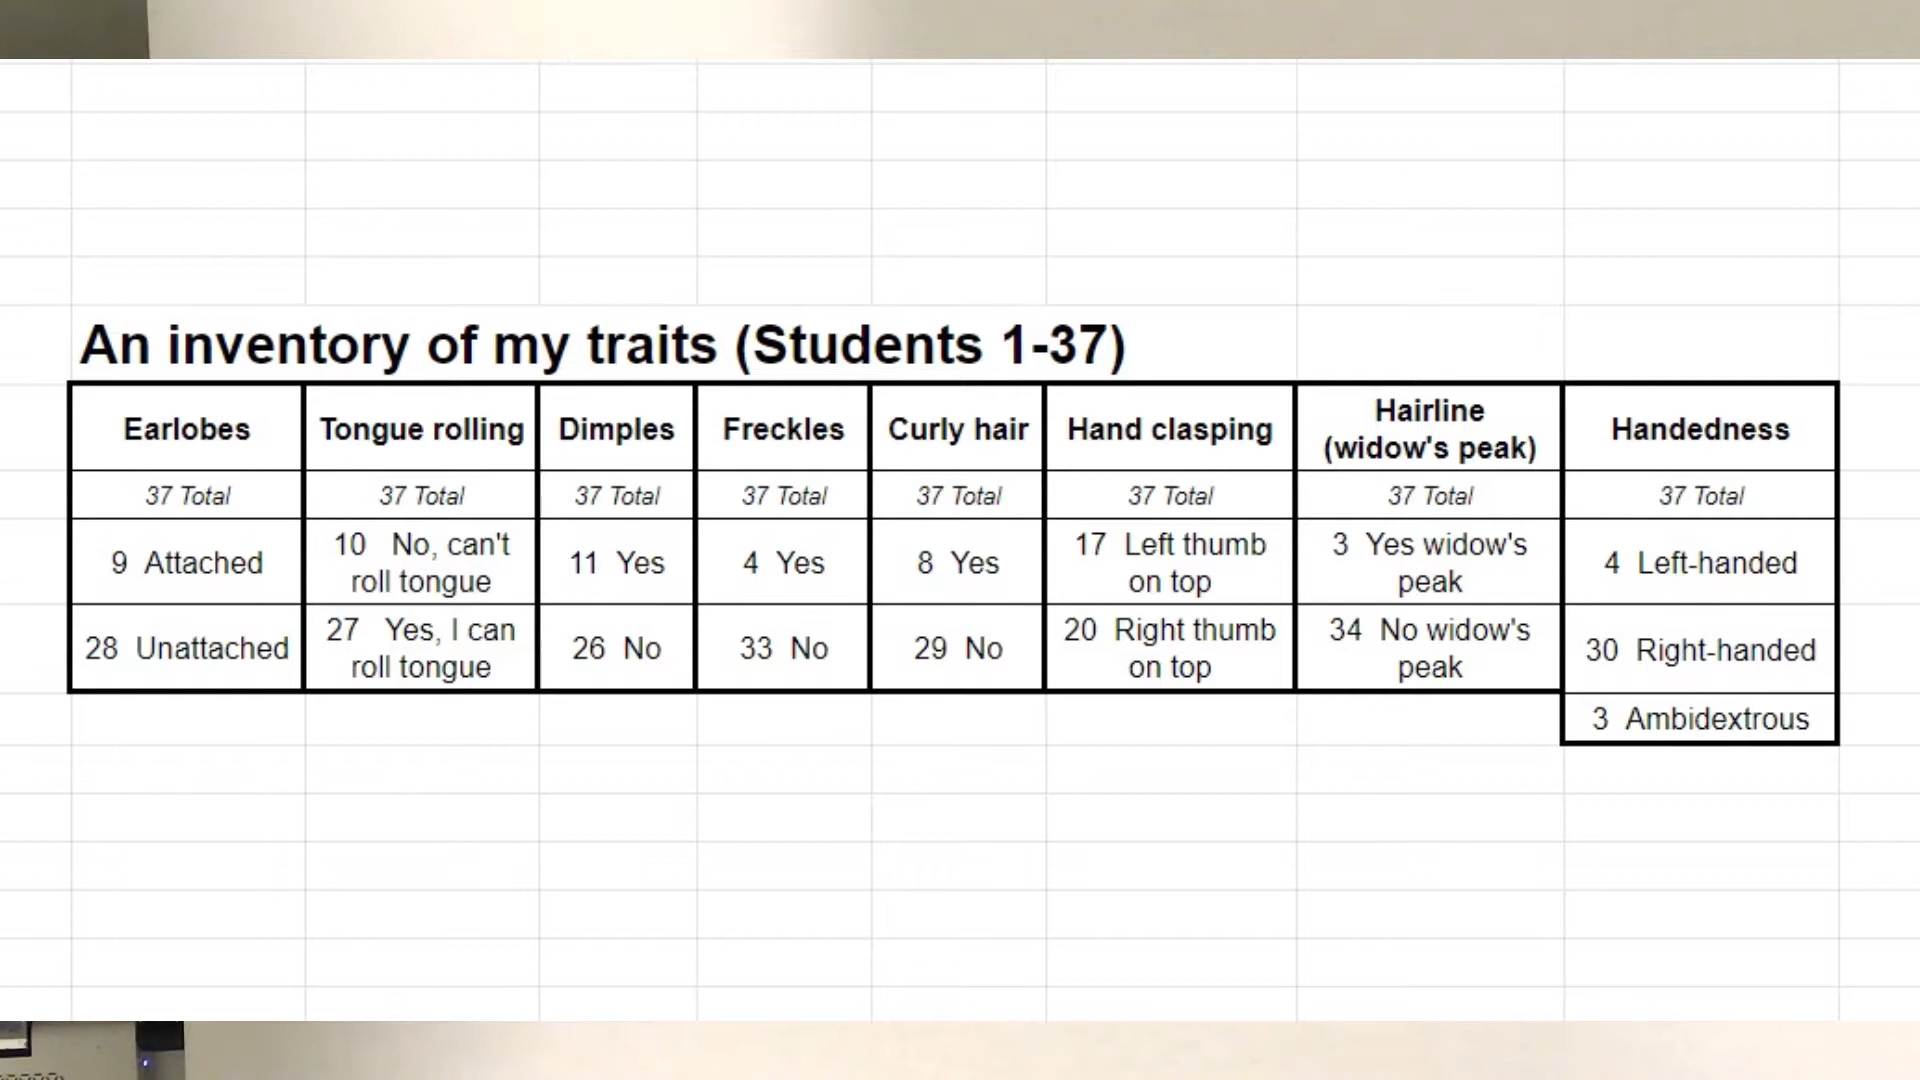 An inventory of my traits (Students 1-37)
Earlobes
Tongue rolling
Dimples
Freckles
Curly hair
Hand clasping
Hairline
(widow's peak)
Handedness
37 Total
37 Total
37 Total
37 Total
37 Total
37 Total
37 Total
37 Total
9 Attached
10 No, can't
roll tongue
11 Yes
4 Yes
8 Yes
17 Left thumb
on top
3 Yes widow's
peak
4 Left-handed
28 Unattached
27 Yes, I can
roll tongue
26 No
33 No
29 No
20 Right thumb
on top
34 No widow's
peak
30 Right-handed
3 Ambidextrous